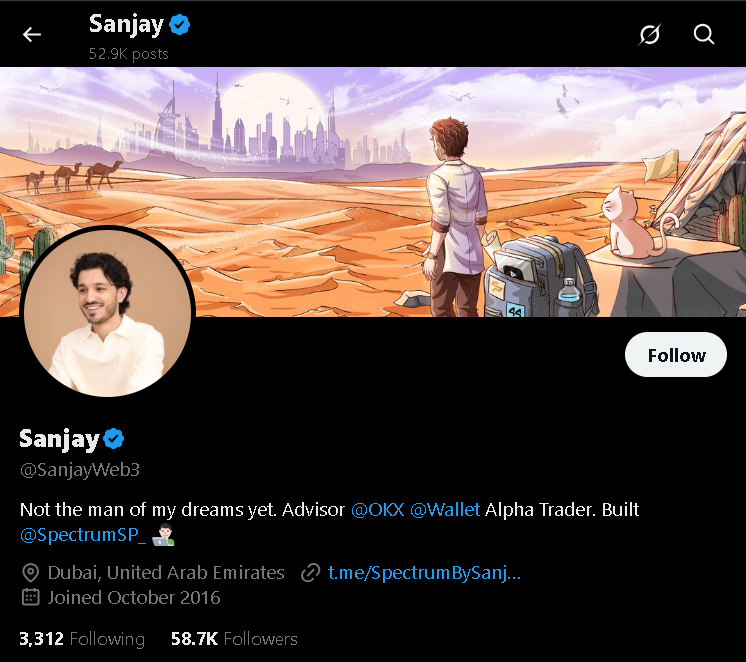 Sanjay
52.9K posts
Follow
Sanjay
@SanjayWeb3
Not the man of my dreams yet. Advisor @OKX @Wallet Alpha Trader. Built
@SpectrumSP_ 👨🏻‍💻
Dubai, United Arab Emirates t.me/SpectrumBySanj...
Joined October 2016
3,312 Following 58.7K Followers